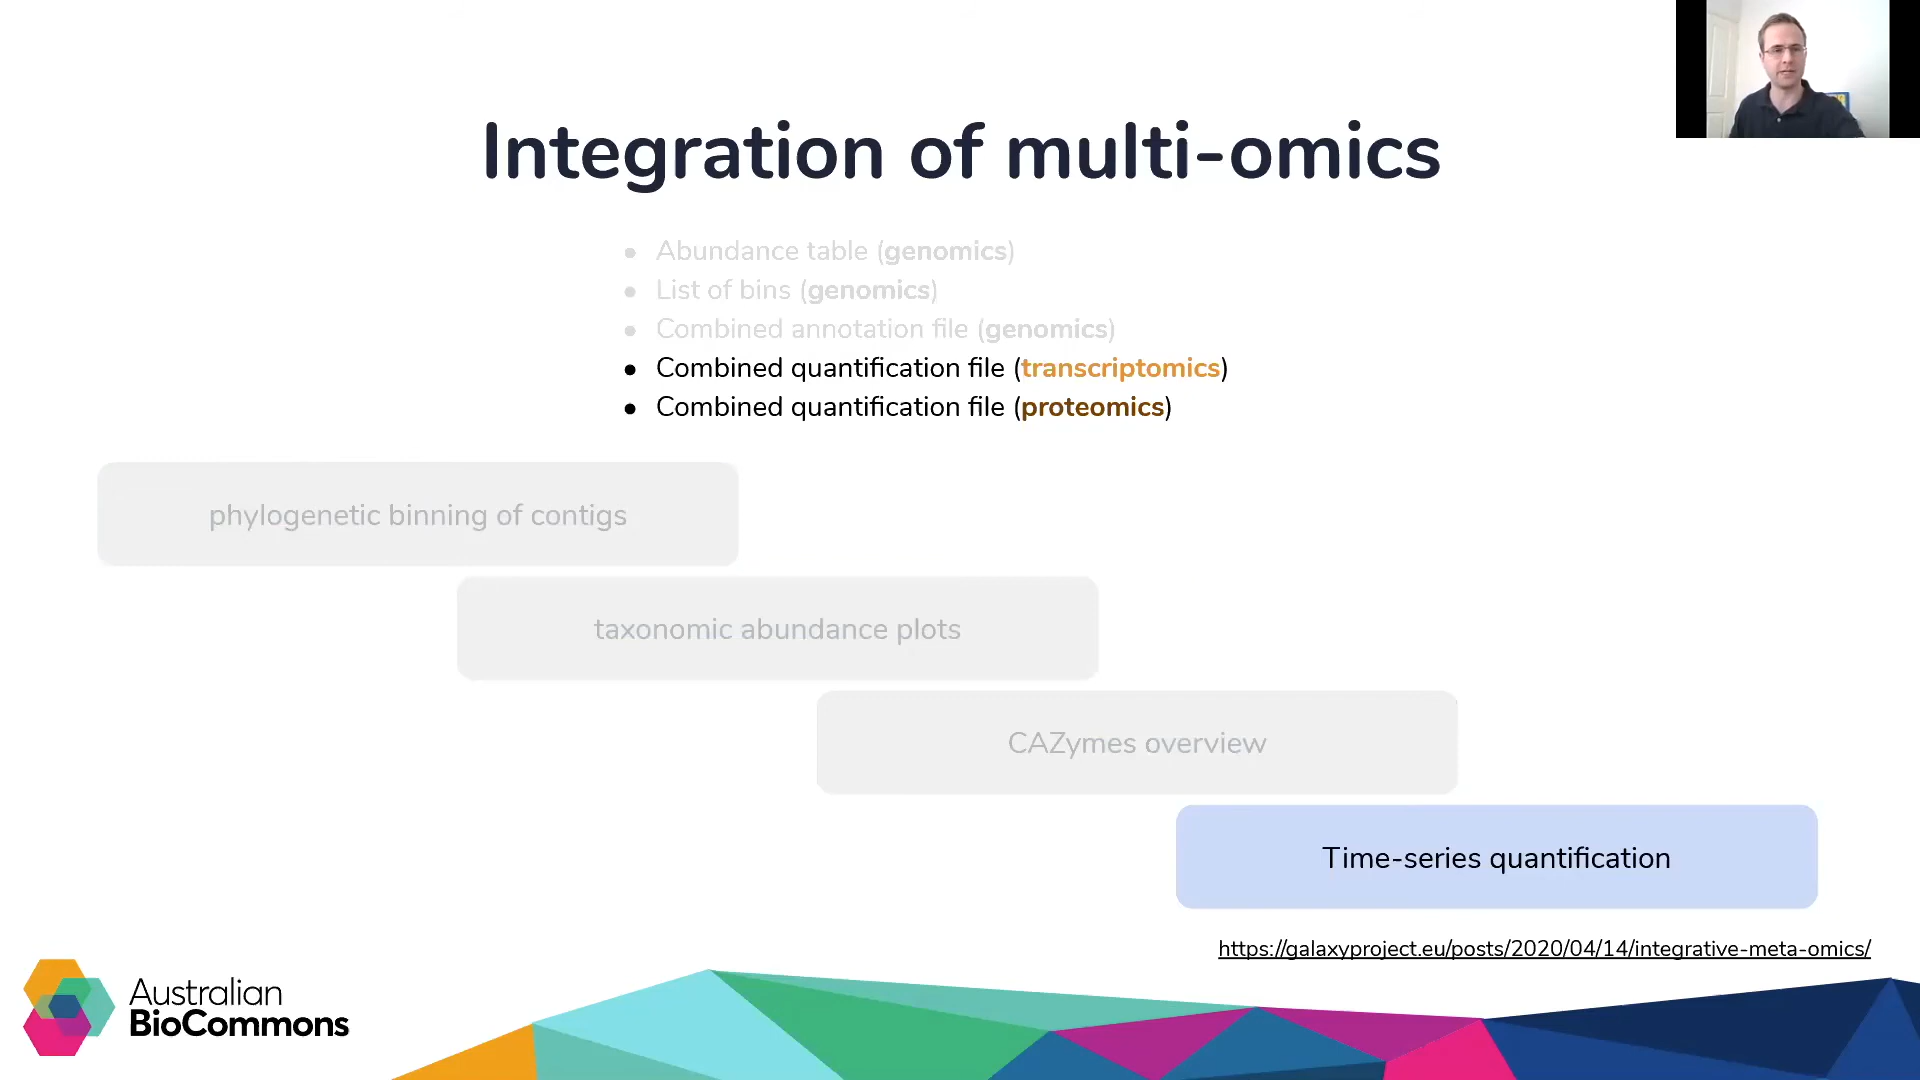 Integration of multi-omics
● Abundance table (genomics)
● List of bins (genomics)
● Combined annotation file (genomics)
● Combined quantification file (transcriptomics)
● Combined quantification file (proteomics)
phylogenetic binning of contigs
taxonomic abundance plots
CAZymes overview
Time-series quantification
https://galaxyproject.eu/posts/2020/04/14/integrative-meta-omics/
Australian
BioCommons